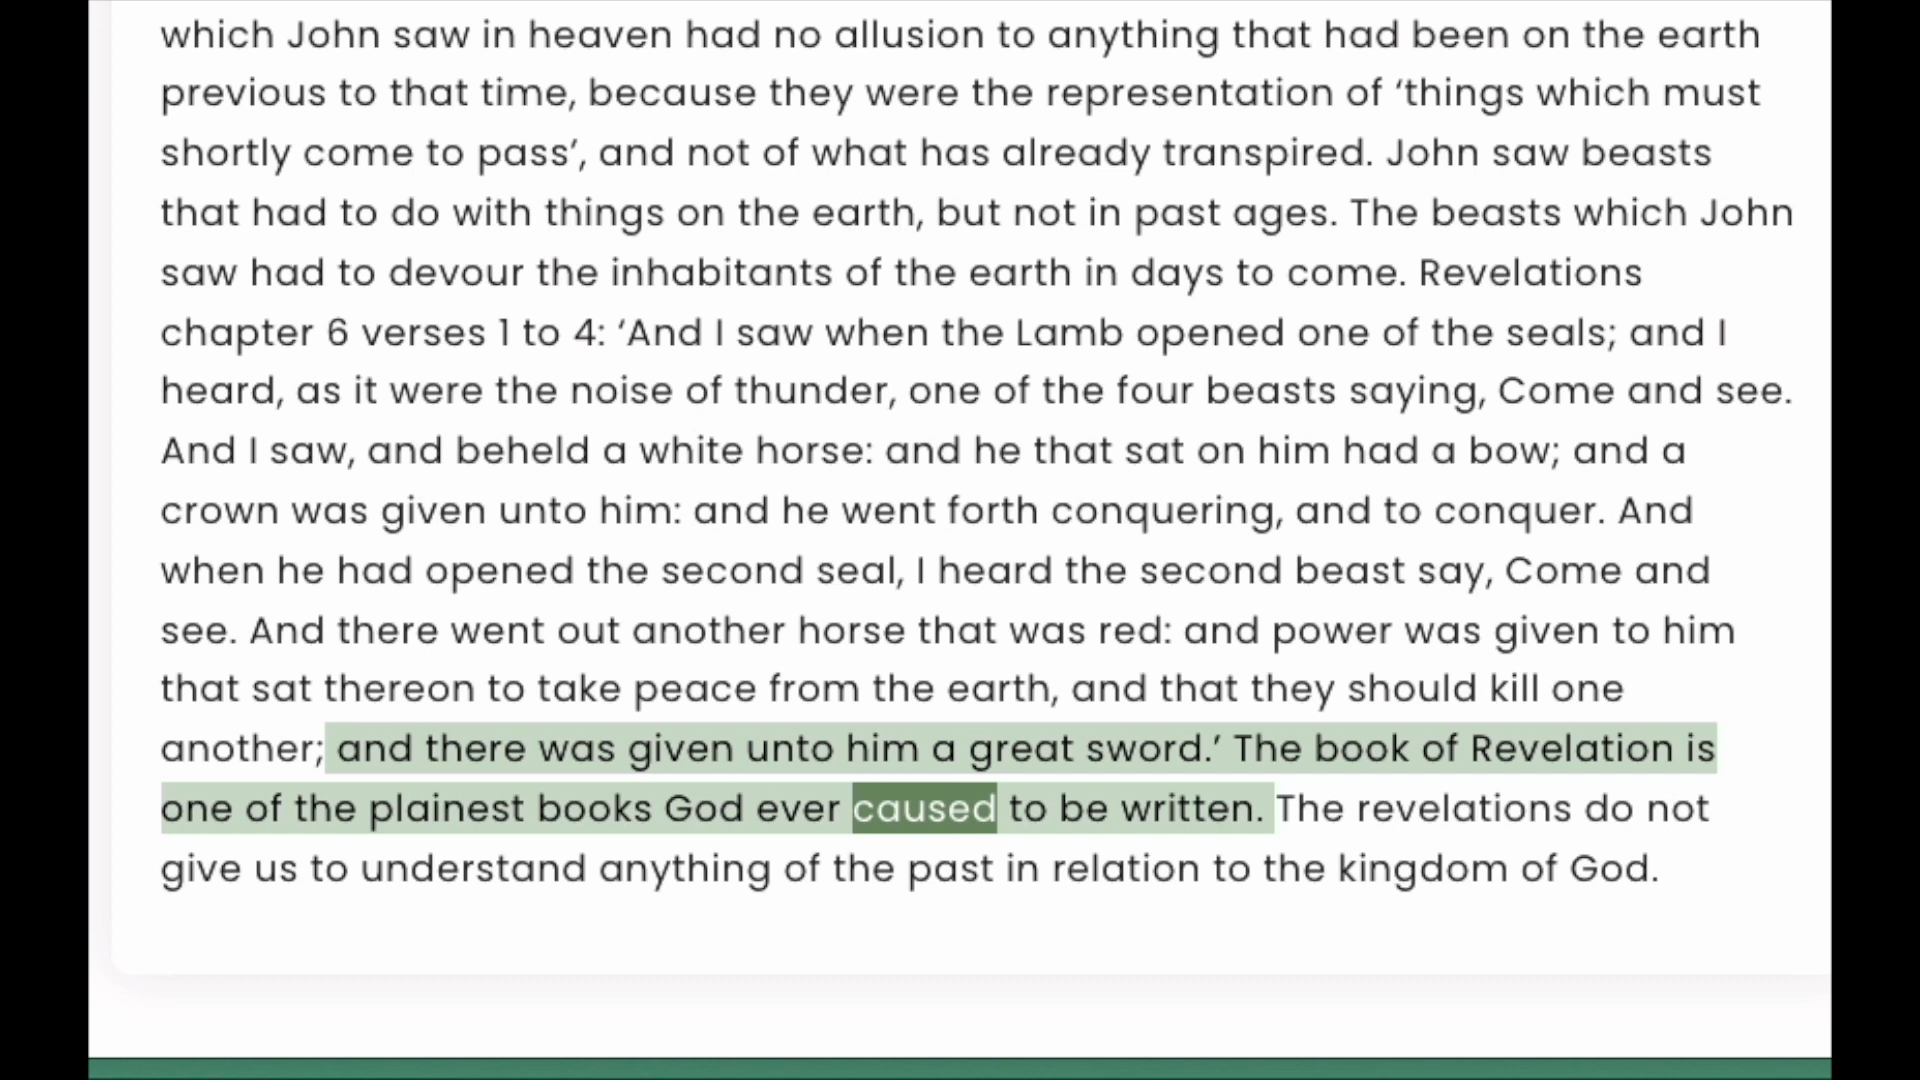 which John saw in heaven had no allusion to anything that had been on the earth
previous to that time, because they were the representation of ‘things which must
shortly come to pass’, and not of what has already transpired. John saw beasts
that had to do with things on the earth, but not in past ages. The beasts which John
saw had to devour the inhabitants of the earth in days to come. Revelations
chapter 6 verses 1 to 4: ‘And I saw when the Lamb opened one of the seals; and I
heard, as it were the noise of thunder, one of the four beasts saying, Come and see.
And I saw, and beheld a white horse: and he that sat on him had a bow; and a
crown was given unto him: and he went forth conquering, and to conquer. And
when he had opened the second seal, I heard the second beast say, Come and
see. And there went out another horse that was red: and power was given to him
that sat thereon to take peace from the earth, and that they should kill one
another; and there was given unto him a great sword.’ The book of Revelation is
one of the plainest books God ever caused to be written. The revelations do not
give us to understand anything of the past in relation to the kingdom of God.